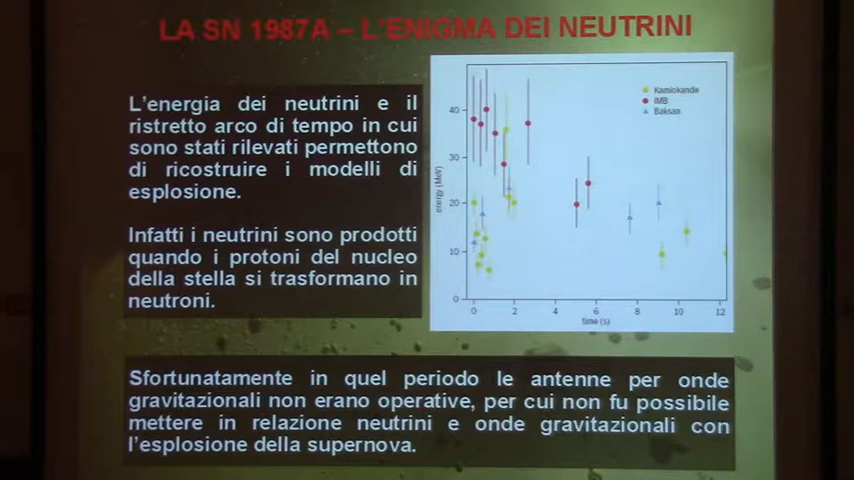 LA SN 1987A – L'ENIGMA DEI NEUTRINI
L'energia dei neutrini e il
ristretto arco di tempo in cui
sono stati rilevati permettono
di ricostruire i modelli di
esplosione.
Infatti i neutrini sono prodotti
quando i protoni del nucleo
della stella si trasformano in
neutroni.
energy (MeV)
40
30
20
10
0
Kamiokande
IMB
Baksan
0 2 4 6 8 10 12
time (s)
Sfortunatamente in quel periodo le antenne per onde
gravitazionali non erano operative, per cui non fu possibile
mettere in relazione neutrini e onde gravitazionali con
l'esplosione della supernova.